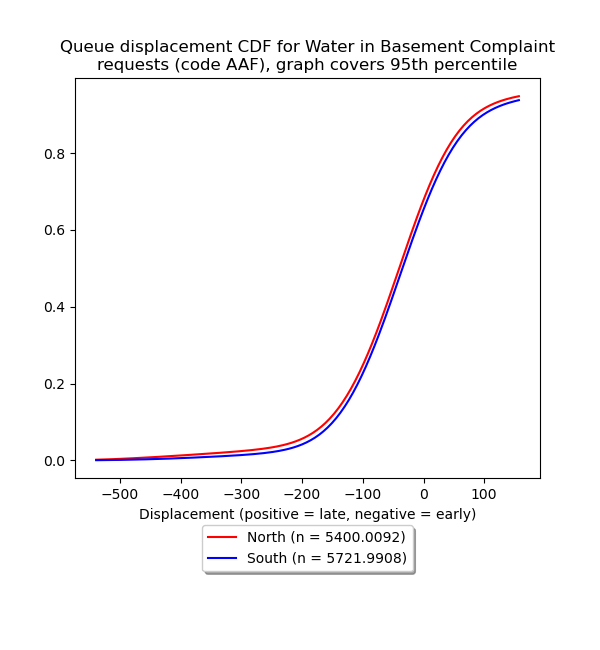 Queue displacement CDF for Water in Basement Complaint
requests (code AAF), graph covers 95th percentile
0.8
0.6
0.4
0.2
0.0
−500 −400 −300 −200 −100 0 100
Displacement (positive = late, negative = early)
North (n = 5400.0092)
South (n = 5721.9908)